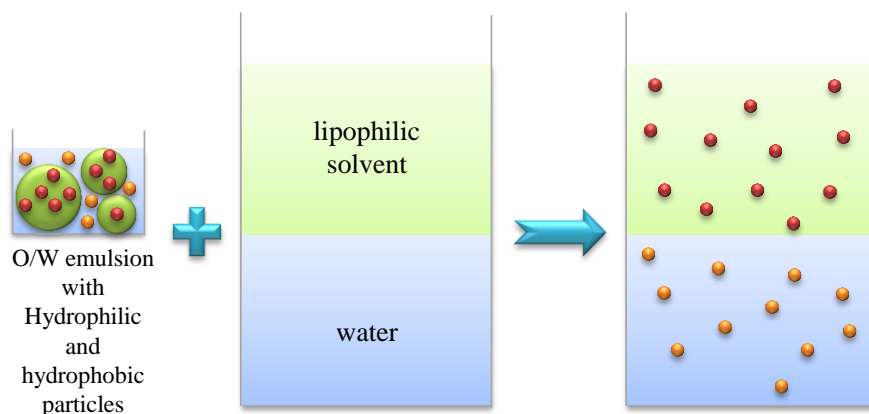 lipophilic
solvent
water
O/W emulsion
with
Hydrophilic
and
hydrophobic
particles